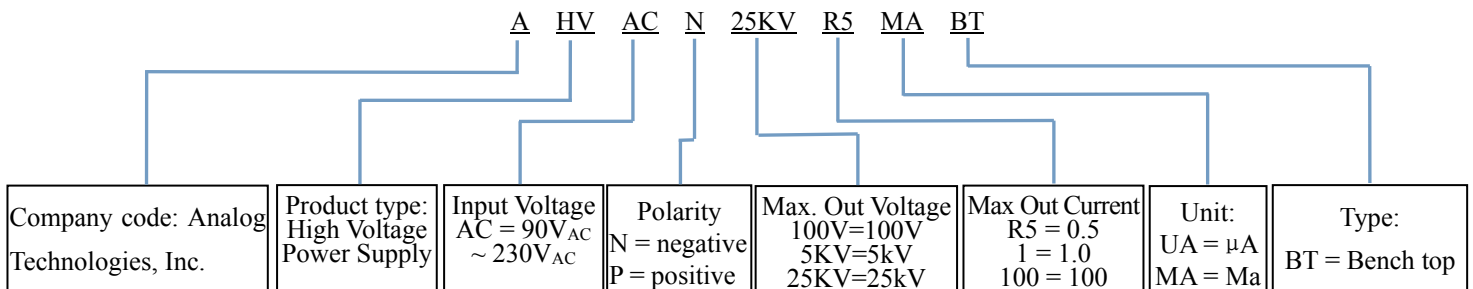 A HV AC N 25KV R5 MA BT
Company code: Analog
Technologies, Inc.
Product type:
High Voltage
Power Supply
Input Voltage
AC = 90VAC
~ 230VAC
Polarity
N = negative
P = positive
Max. Out Voltage
100V=100V
5KV=5kV
25KV=25kV
Max Out Current
R5 = 0.5
1 = 1.0
100 = 100
Unit:
UA = μA
MA = Ma
Type:
BT = Bench top